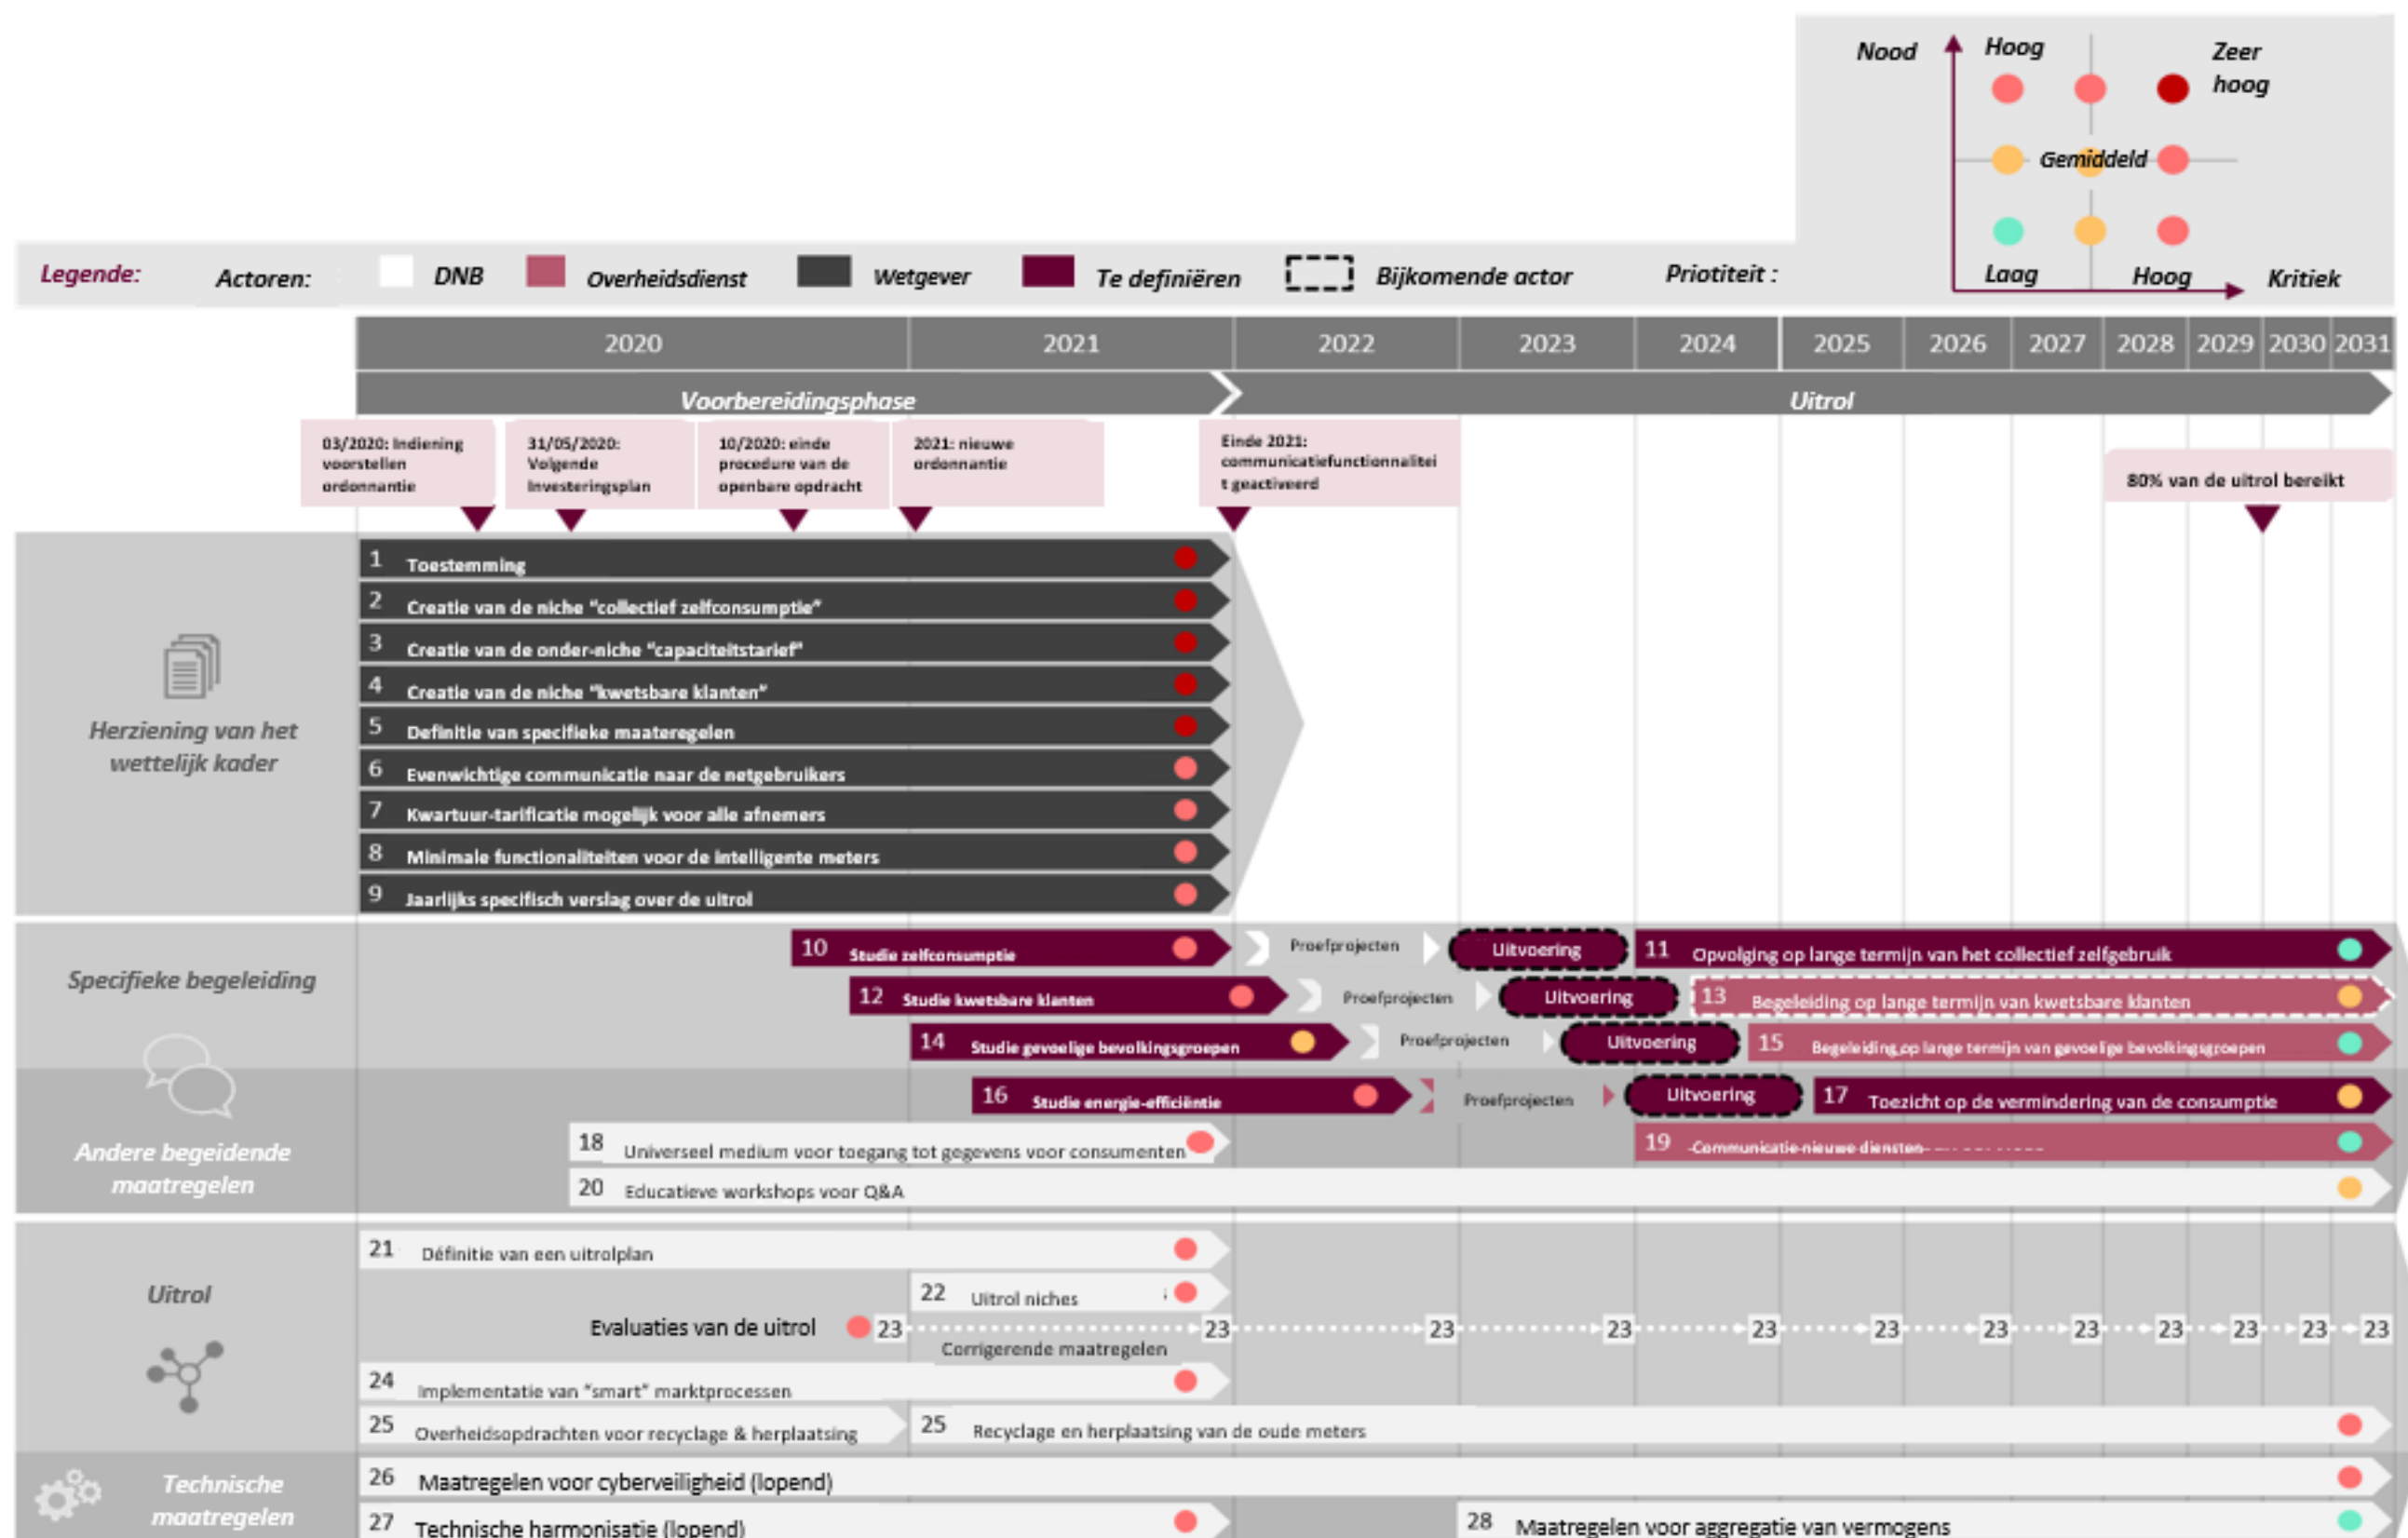 Nood
Hoog
Zeer
hoog
Gemiddeld
Laag
Hoog
Kritiek
Legende:
Actoren:
DNB
Overheidsdienst
Wetgever
Te definiëren
Bijkomende actor
Priotiteit :
2020
2021
2022
2023
2024
2025
2026
2027
2028
2029
2030
2031
Voorbereidingsphase
Uitrol
03/2020: Indiening
voorstellen
ordonnantie
31/05/2020:
Volgende
Investeringsplan
10/2020: einde
procedure van de
openbare opdracht
2021: nieuwe
ordonnantie
Einde 2021:
communicatiefunctionnalitei
t geactiveerd
80% van de uitrol bereikt
Herziening van het
wettelijk kader
1 Toestemming
2 Creatie van de niche "collectief zelfconsumptie"
3 Creatie van de onder-niche "capaciteitstarief"
4 Creatie van de niche "kwetsbare klanten"
5 Definitie van specifieke maateregelen
6 Evenwichtige communicatie naar de netgebruikers
7 Kwartuur-tarificatie mogelijk voor alle afnemers
8 Minimale functionaliteiten voor de intelligente meters
9 Jaarlijks specifisch verslag over de uitrol
Specifieke begeleiding
10 Studie zelfconsumptie
Proefprojecten
Uitvoering
11 Opvolging op lange termijn van het collectief zelfgebruik
12 Studie kwetsbare klanten
Proefprojecten
Uitvoering
13 Begeleiding op lange termijn van kwetsbare klanten
14 Studie gevoelige bevolkingsgroepen
Proefprojecten
Uitvoering
15 Begeleiding op lange termijn van gevoelige bevolkingsgroepen
Andere begeidende
maatregelen
16 Studie energie-efficiëntie
Proefprojecten
Uitvoering
17 Toezicht op de vermindering van de consumptie
18 Universeel medium voor toegang tot gegevens voor consumenten
19 Communicatie nieuwe diensten
20 Educatieve workshops voor Q&A
Uitrol
21 Définitie van een uitrolplan
22 Uitrol niches
Evaluaties van de uitrol
23 23 23 23 23 23 23 23 23 23 23 23
Corrigerende maatregelen
24 Implementatie van "smart" marktprocessen
25 Overheidsopdrachten voor recyclage & herplaatsing
25 Recyclage en herplaatsing van de oude meters
Technische
maatregelen
26 Maatregelen voor cyberveiligheid (lopend)
27 Technische harmonisatie (lopend)
28 Maatregelen voor aggregatie van vermogens